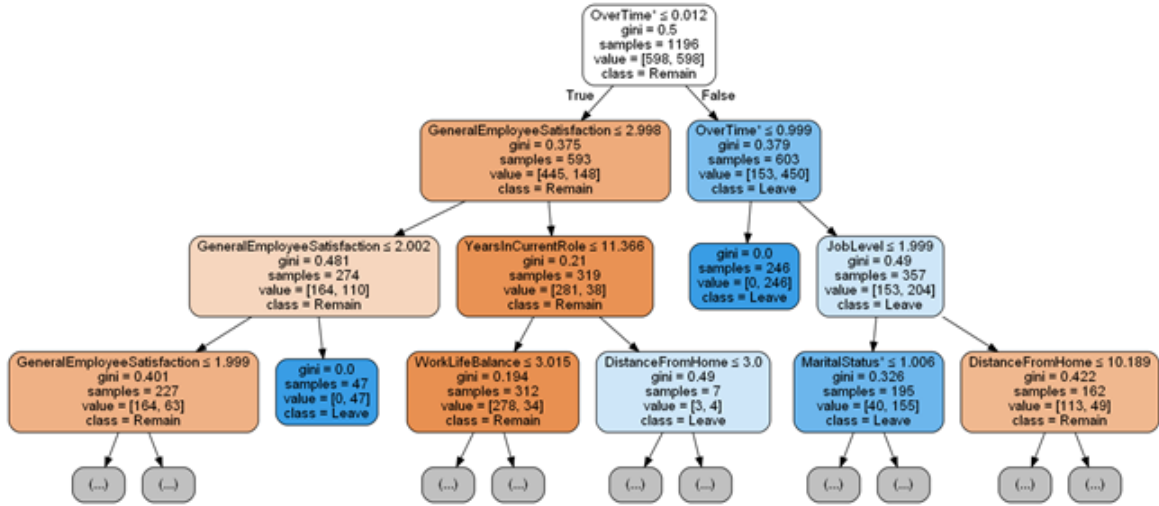 OverTime* ≤ 0.012
gini = 0.5
samples = 1196
value = [598, 598]
class = Remain
True
False
GeneralEmployeeSatisfaction ≤ 2.998
gini = 0.375
samples = 593
value = [445, 148]
class = Remain
OverTime* ≤ 0.999
gini = 0.379
samples = 603
value = [153, 450]
class = Leave
GeneralEmployeeSatisfaction ≤ 2.002
gini = 0.481
samples = 274
value = [164, 110]
class = Remain
YearsInCurrentRole ≤ 11.366
gini = 0.21
samples = 319
value = [281, 38]
class = Remain
gini = 0.0
samples = 246
value = [0, 246]
class = Leave
JobLevel ≤ 1.999
gini = 0.49
samples = 357
value = [153, 204]
class = Leave
GeneralEmployeeSatisfaction ≤ 1.999
gini = 0.401
samples = 227
value = [164, 63]
class = Remain
gini = 0.0
samples = 47
value = [0, 47]
class = Leave
WorkLifeBalance ≤ 3.015
gini = 0.194
samples = 312
value = [278, 34]
class = Remain
DistanceFromHome ≤ 3.0
gini = 0.49
samples = 7
value = [3, 4]
class = Leave
MaritalStatus* ≤ 1.006
gini = 0.326
samples = 195
value = [40, 155]
class = Leave
DistanceFromHome ≤ 10.189
gini = 0.422
samples = 162
value = [113, 49]
class = Remain
(...)
(...)
(...)
(...)
(...)
(...)
(...)
(...)
(...)
(...)